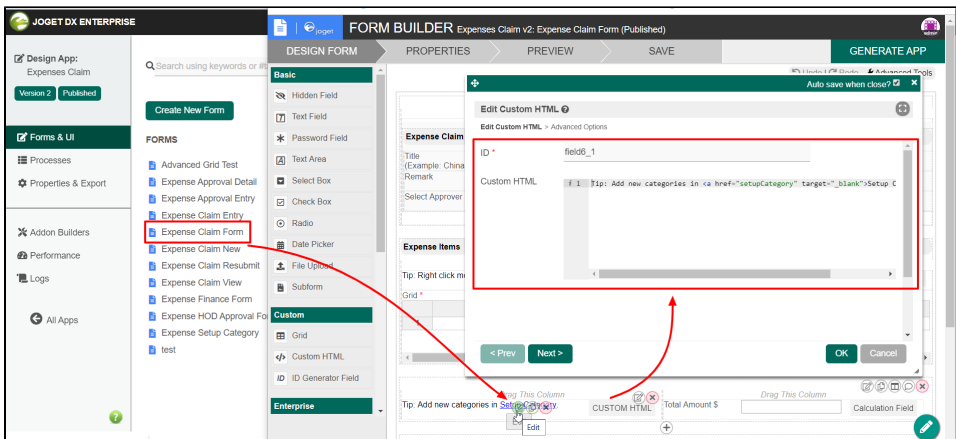 JOGET DX ENTERPRISE
Design App:
Expenses Claim
Version 2
Published
Forms & UI
Processes
Properties & Export
Addon Builders
Performance
Logs
All Apps
Search using keywords or #t
Create New Form
FORMS
Advanced Grid Test
Expense Approval Detail
Expense Approval Entry
Expense Claim Entry
Expense Claim Form
Expense Claim New
Expense Claim Resubmit
Expense Claim View
Expense Finance Form
Expense HOD Approval Fo
Expense Setup Category
test
Joget
FORM BUILDER Expenses Claim v2: Expense Claim Form (Published)
DESIGN FORM
PROPERTIES
PREVIEW
SAVE
GENERATE APP
Undo
Redo
Advanced Tools
Basic
Hidden Field
Text Field
Password Field
Text Area
Select Box
Check Box
Radio
Date Picker
File Upload
Subform
Custom
Grid
Custom HTML
ID Generator Field
Enterprise
Expense Claim
Title
(Example: China
Remark
Select Approver
Expense Items
Tip: Right click m
Grid *
Auto save when close?
Edit Custom HTML
Edit Custom HTML > Advanced Options
ID *
field6_1
Custom HTML
i 1 Tip: Add new categories in <a href="setupCategory" target="_blank">Setup C
< Prev
Next >
OK
Cancel
Drag This Column
Tip: Add new categories in Setup Category.
CUSTOM HTML
Edit
Drag This Column
Total Amount $
Calculation Field